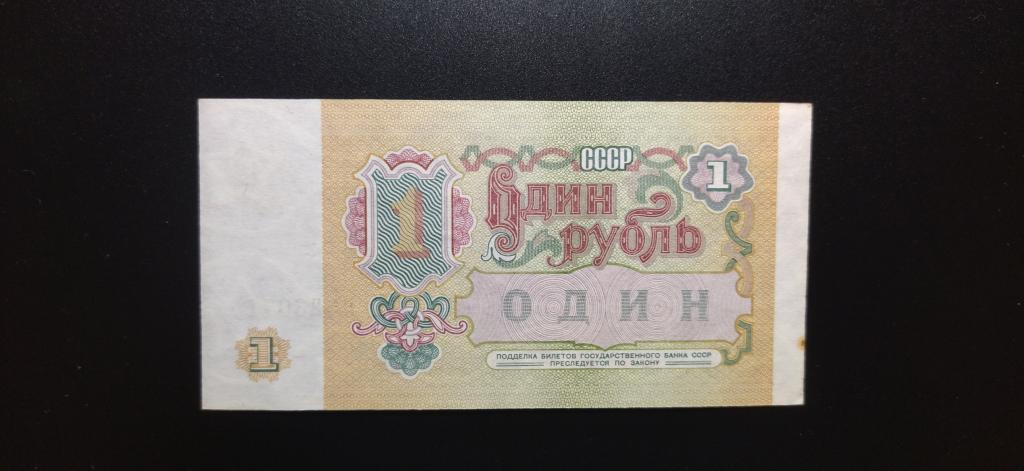 СССР
1
Один
рубль
1
ОДИН
ПОДДЕЛКА БИЛЕТОВ ГОСУДАРСТВЕННОГО БАНКА СССР
ПРЕСЛЕДУЕТСЯ ПО ЗАКОНУ
1